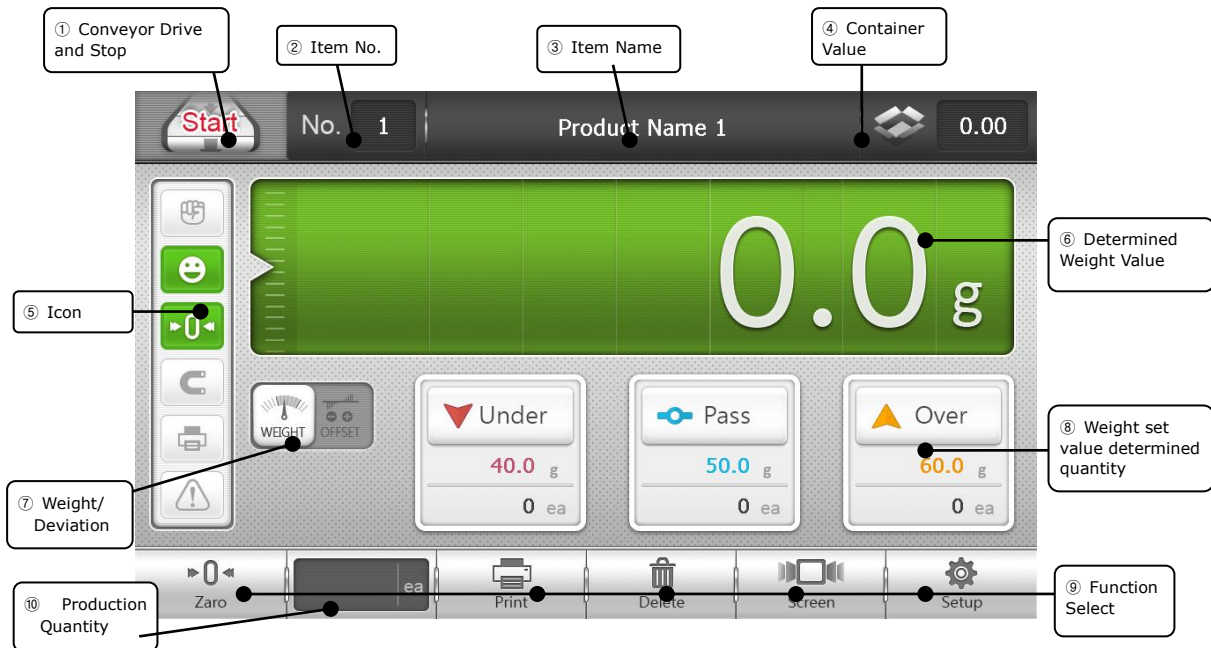 ① Conveyor Drive
and Stop
② Item No.
③ Item Name
④ Container
Value
Start
No. 1
Product Name 1
0.00
⑤ Icon
0
0.0 g
⑥ Determined
Weight Value
WEIGHT
OFFSET
⑦ Weight/
Deviation
Under
40.0 g
0 ea
Pass
50.0 g
0 ea
Over
60.0 g
0 ea
⑧ Weight set
value determined
quantity
0
Zaro
ea
Print
Delete
Screen
Setup
⑨ Function
Select
⑩ Production
Quantity